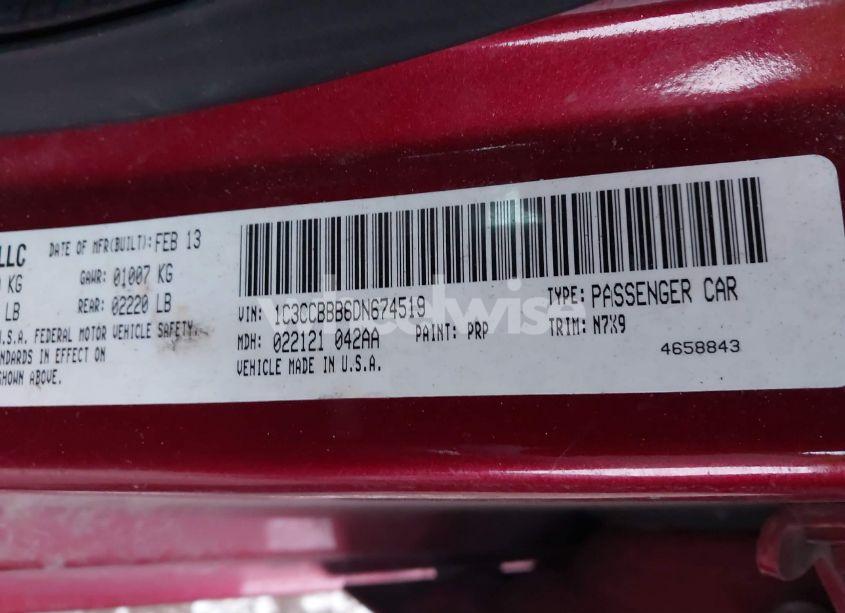 LLC DATE OF MFR(BUILT): FEB 13
KG GAWR: 01007 KG
LB REAR: 02220 LB
U.S.A. FEDERAL MOTOR VEHICLE SAFETY
STANDARDS IN EFFECT ON
SHOWN ABOVE.
VIN: 1C3CCBBB6DN674519 TYPE: PASSENGER CAR
MDH: 022121 042AA PAINT: PRP TRIM: N7X9
VEHICLE MADE IN U.S.A. 4658843
wheelwise